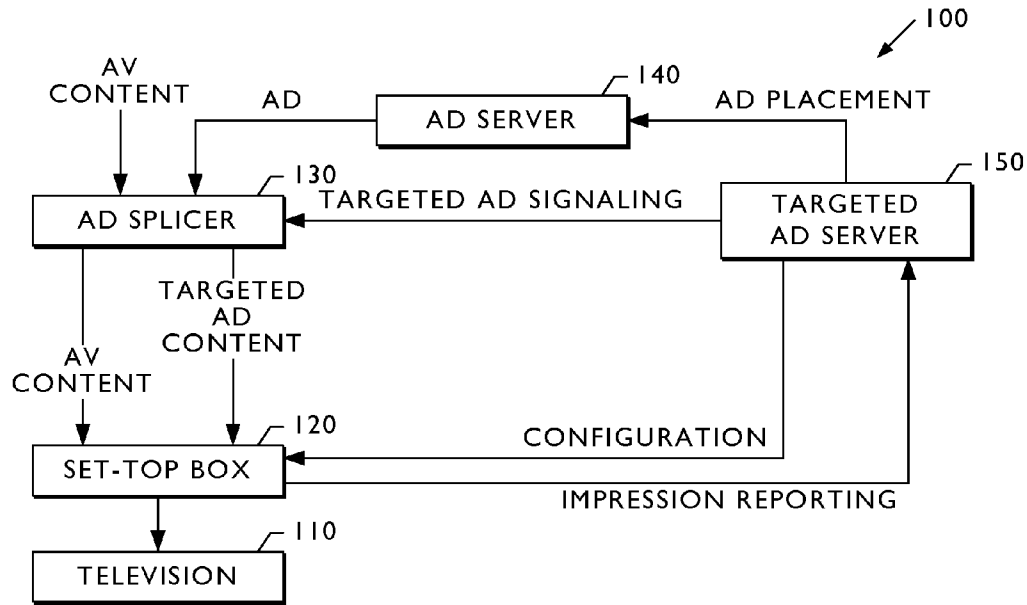 100
AV
CONTENT
AD
140
AD SERVER
AD PLACEMENT
130
AD SPLICER
TARGETED AD SIGNALING
150
TARGETED
AD SERVER
TARGETED
AD
CONTENT
AV
CONTENT
120
SET-TOP BOX
CONFIGURATION
IMPRESSION REPORTING
110
TELEVISION